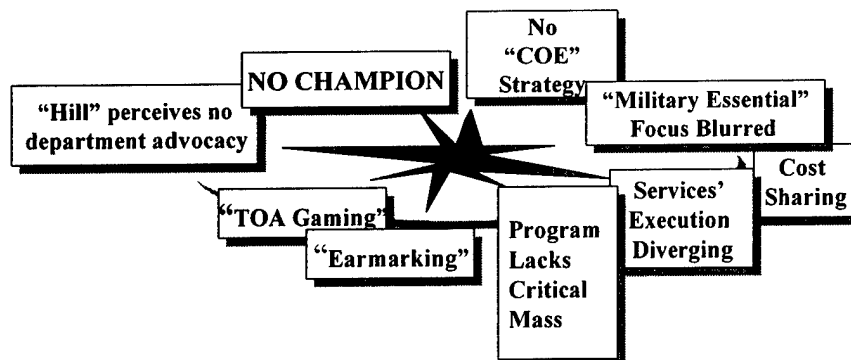 No
“COE”
Strategy
NO CHAMPION
“Hill” perceives no
department advocacy
“Military Essential”
Focus Blurred
Cost
Sharing
Services’
Execution
Diverging
“TOA Gaming”
“Earmarking”
Program
Lacks
Critical
Mass